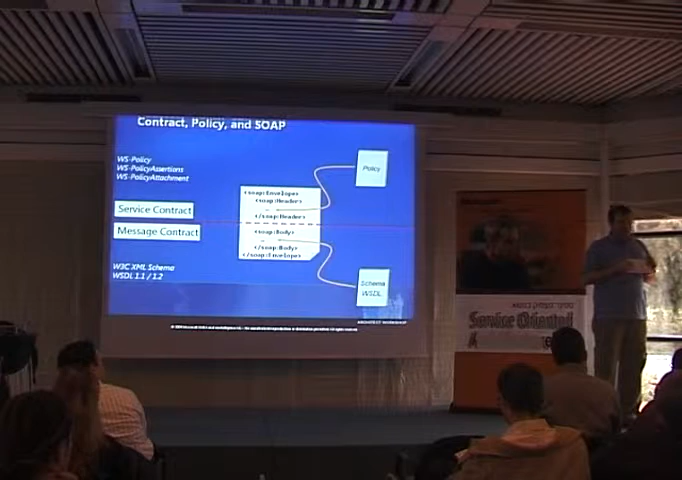 Contract, Policy, and SOAP
WS-Policy
WS-PolicyAssertions
WS-PolicyAttachment
Policy
<soap:Envelope>
<soap:Header>
Service Contract
</soap:Header>
Message Contract
<soap:Body>
</soap:Body>
</soap:Envelope>
W3C XML Schema
WSDL 1.1 / 1.2
Schema
WSDL
Service Oriented